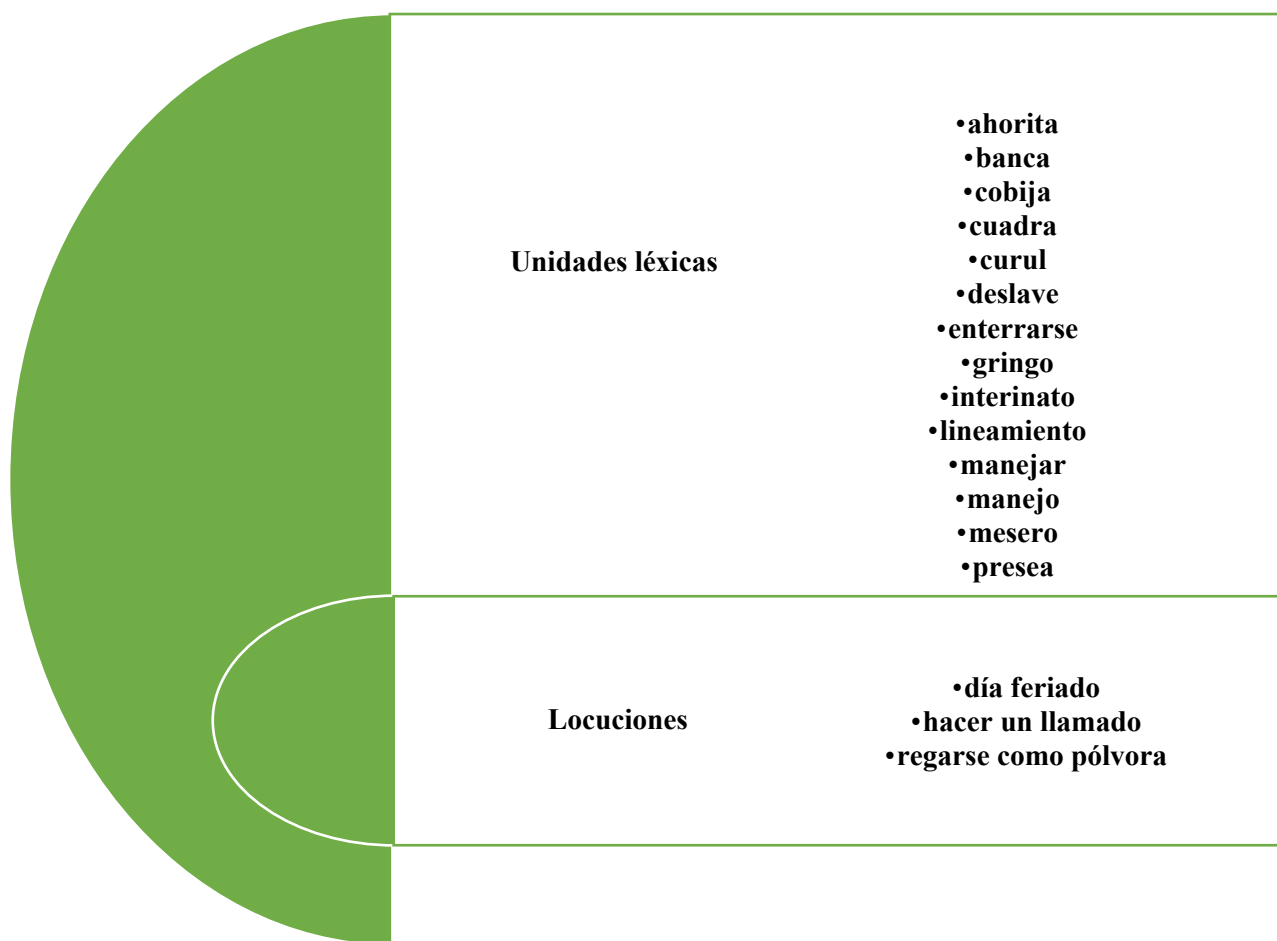 Unidades léxicas
•ahorita
•banca
•cobija
•cuadra
•curul
•deslave
•enterrarse
•gringo
•interinato
•lineamiento
•manejar
•manejo
•mesero
•presea
Locuciones
•día feriado
•hacer un llamado
•regarse como pólvora